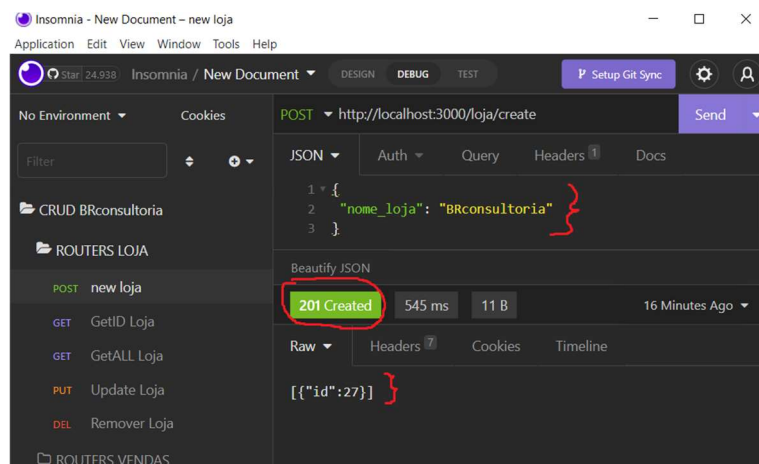 Insomnia - New Document – new loja
Application Edit View Window Tools Help
Star 24.938 Insomnia / New Document DESIGN DEBUG TEST Setup Git Sync
No Environment Cookies
POST http://localhost:3000/loja/create Send
Filter
JSON Auth Query Headers 1 Docs
1 {
2 "nome_loja": "BRconsultoria"
3 }
CRUD BRconsultoria
ROUTERS LOJA
POST new loja
GET GetID Loja
GET GetALL Loja
PUT Update Loja
DEL Remover Loja
ROUTERS VENDAS
Beautify JSON
201 Created 545 ms 11 B 16 Minutes Ago
Raw Headers 7 Cookies Timeline
[{"id":27}]